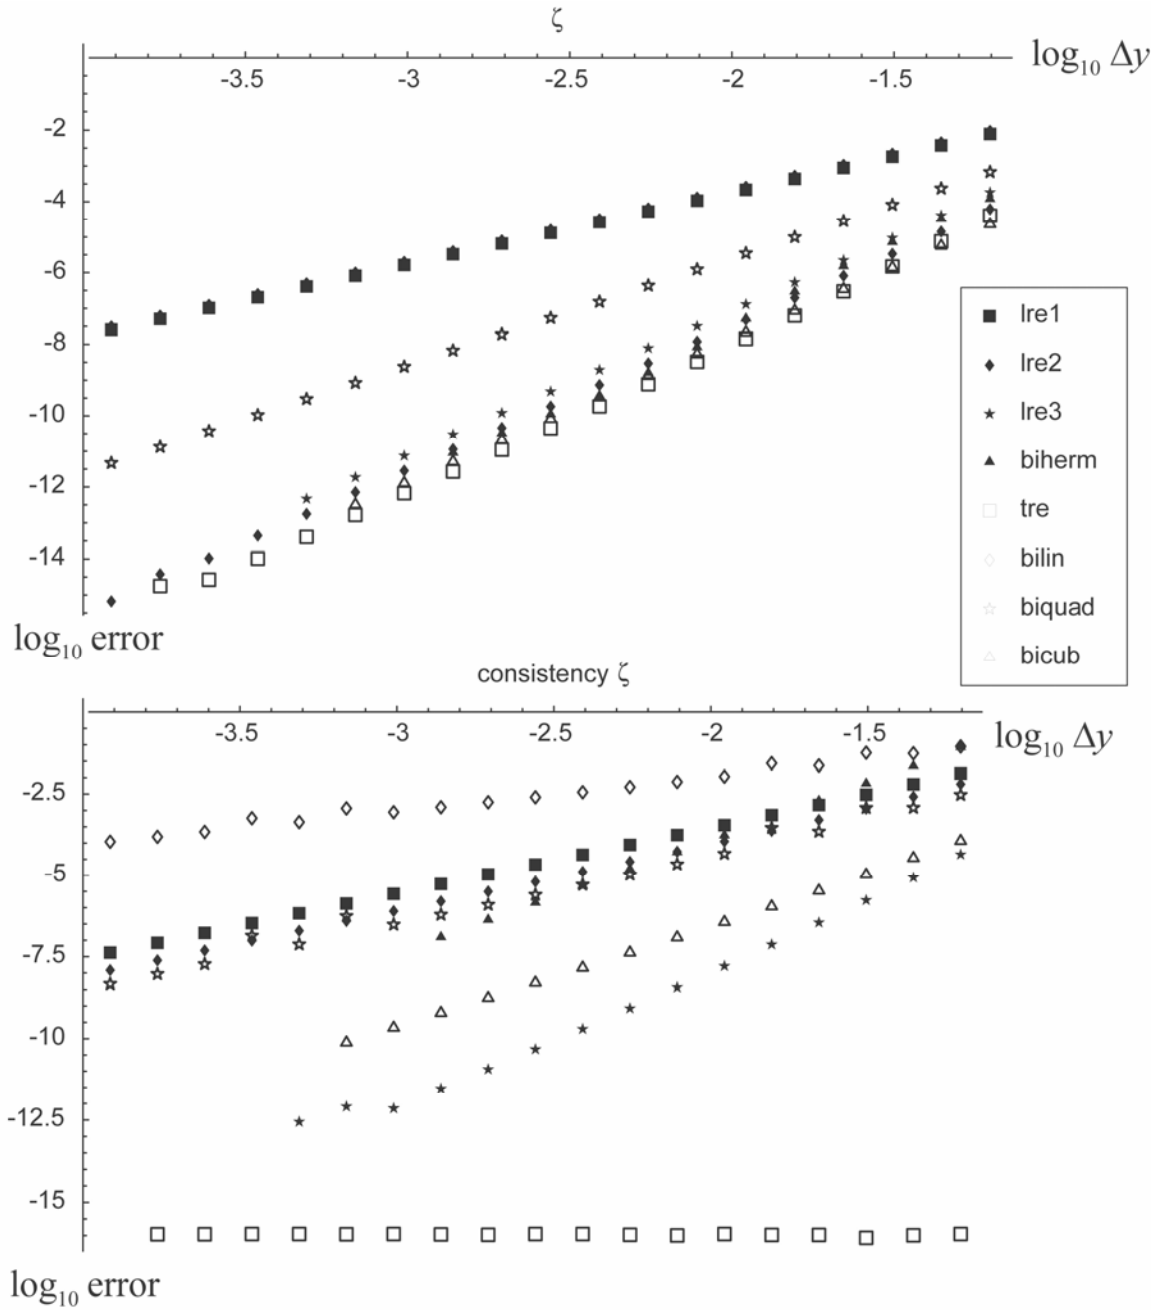 ζ
log₁₀ Δy
-3.5 -3 -2.5 -2 -1.5
-2
-4
-6
-8
-10
-12
-14
log₁₀ error
lre1
lre2
lre3
biherm
tre
bilin
biquad
bicub
consistency ζ
log₁₀ Δy
-3.5 -3 -2.5 -2 -1.5
-2.5
-5
-7.5
-10
-12.5
-15
log₁₀ error